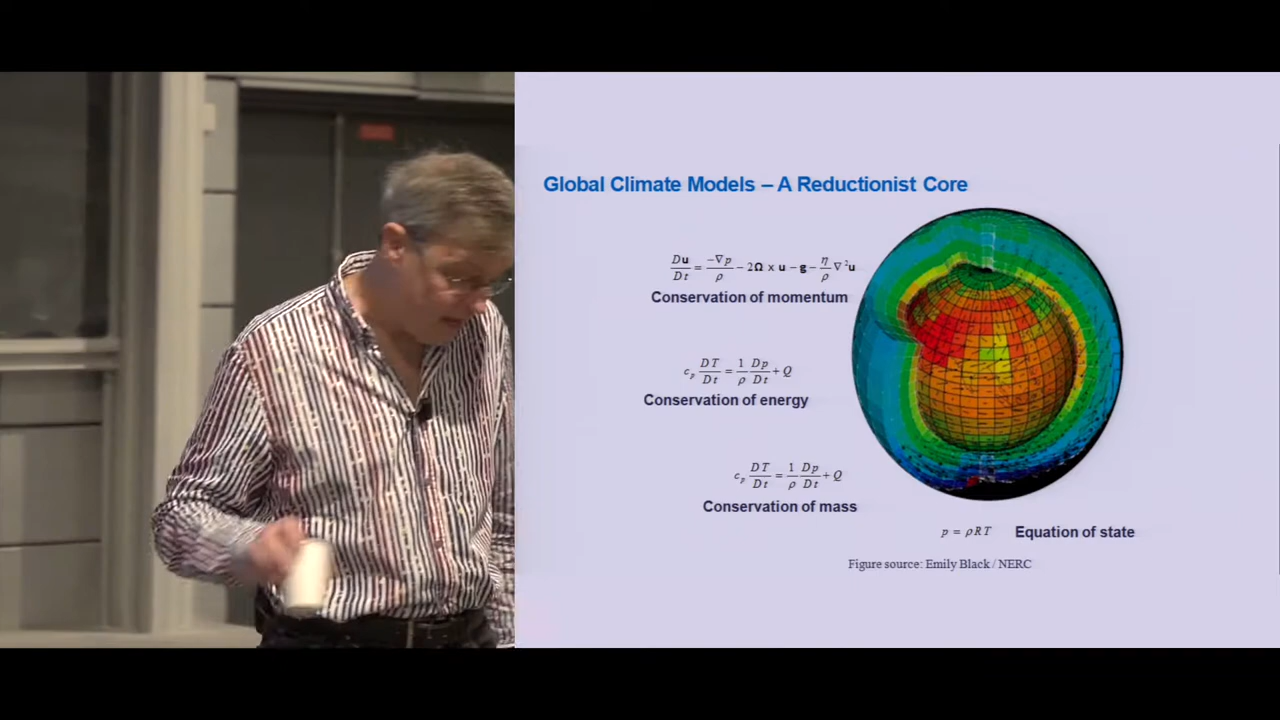 Global Climate Models – A Reductionist Core
Du/Dt = −∇p/ρ − 2Ω x u − g − η/ρ ∇²u
Conservation of momentum
c_p DT/Dt = 1/ρ Dp/Dt + Q
Conservation of energy
c_p DT/Dt = 1/ρ Dp/Dt + Q
Conservation of mass
p = ρRT Equation of state
Figure source: Emily Black / NERC